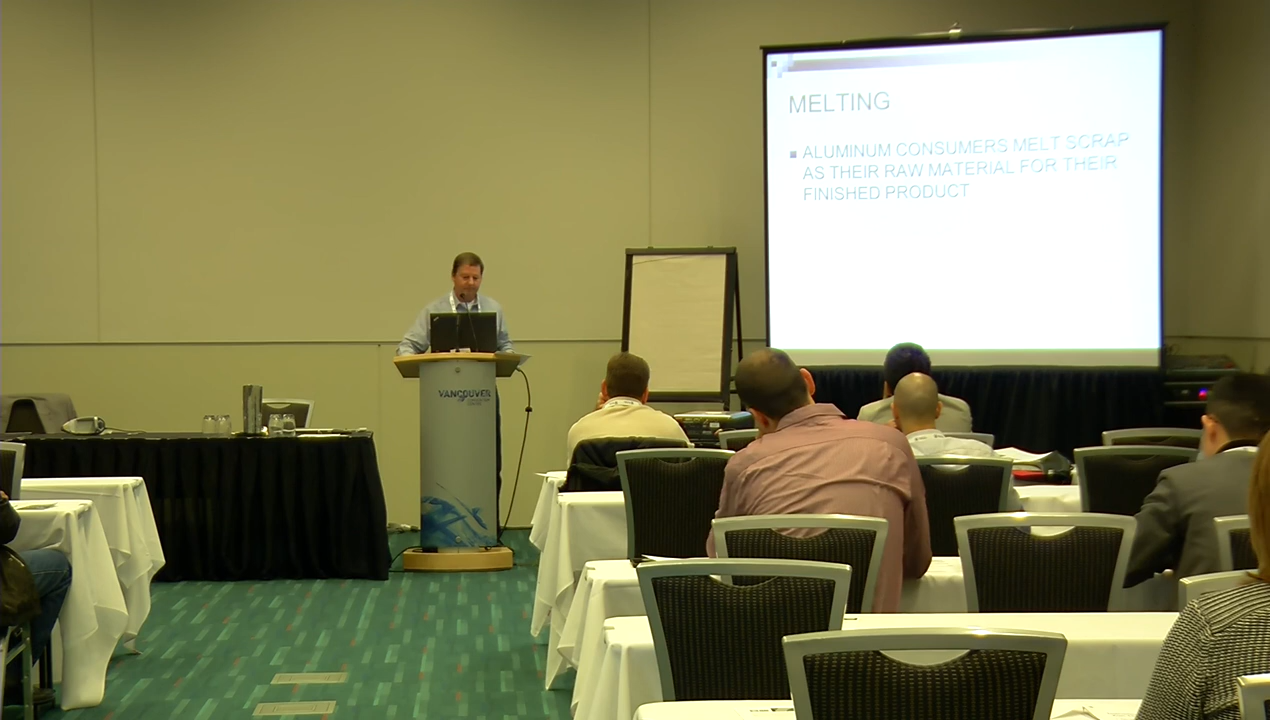 MELTING
ALUMINUM CONSUMERS MELT SCRAP
AS THEIR RAW MATERIAL FOR THEIR
FINISHED PRODUCT
VANCOUVER